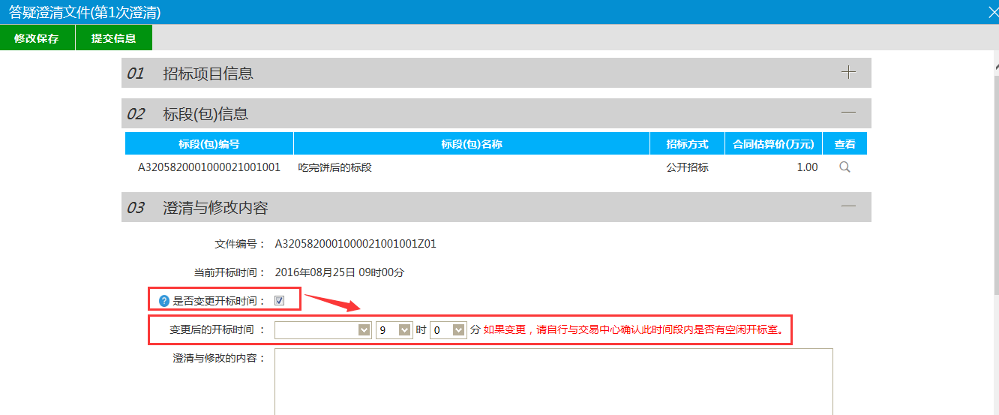 答疑澄清文件(第1次澄清)
修改保存 提交信息
01 招标项目信息
02 标段(包)信息
标段(包)编号 标段(包)名称 招标方式 合同估算价(万元) 查看
A3205820001000021001001 吃完饼后的标段 公开招标 1.00
03 澄清与修改内容
文件编号： A3205820001000021001001Z01
当前开标时间： 2016年08月25日 09时00分
? 是否变更开标时间：
变更后的开标时间： 9 时 0 分 如果变更，请自行与交易中心确认此时间段内是否有空闲开标室。
澄清与修改的内容：